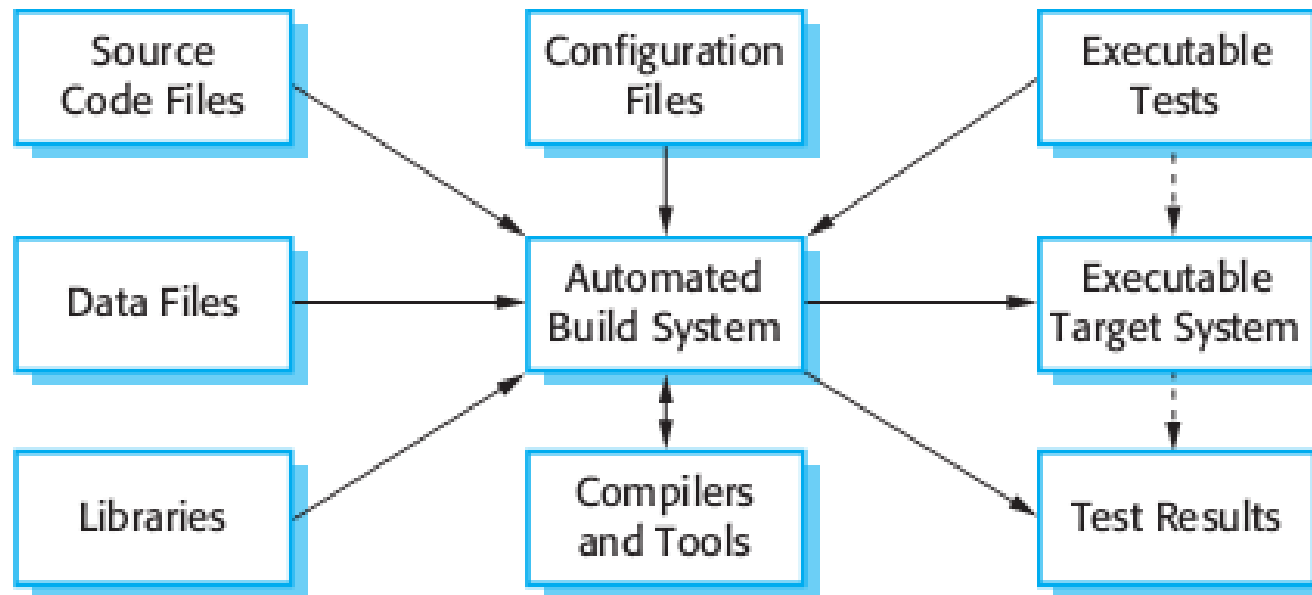 Source
Code Files
Configuration
Files
Executable
Tests
Data Files
Automated
Build System
Executable
Target System
Libraries
Compilers
and Tools
Test Results